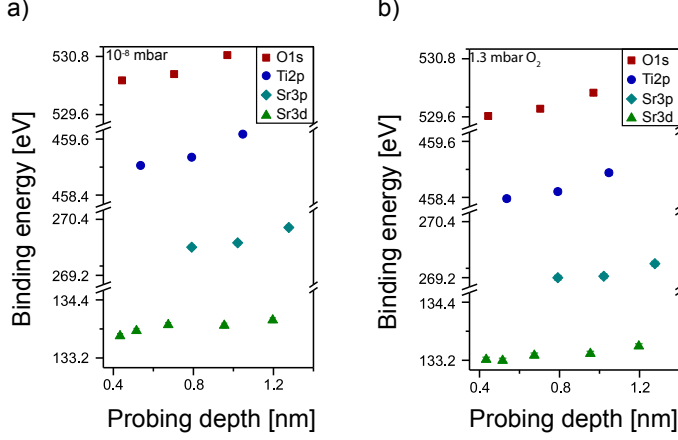 a)
10-8 mbar
O1s
Ti2p
Sr3p
Sr3d
Binding energy [eV]
530.8
529.6
459.6
458.4
270.4
269.2
134.4
133.2
0.4 0.8 1.2
Probing depth [nm]
b)
1.3 mbar O2
O1s
Ti2p
Sr3p
Sr3d
Binding energy [eV]
530.8
529.6
459.6
458.4
270.4
269.2
134.4
133.2
0.4 0.8 1.2
Probing depth [nm]